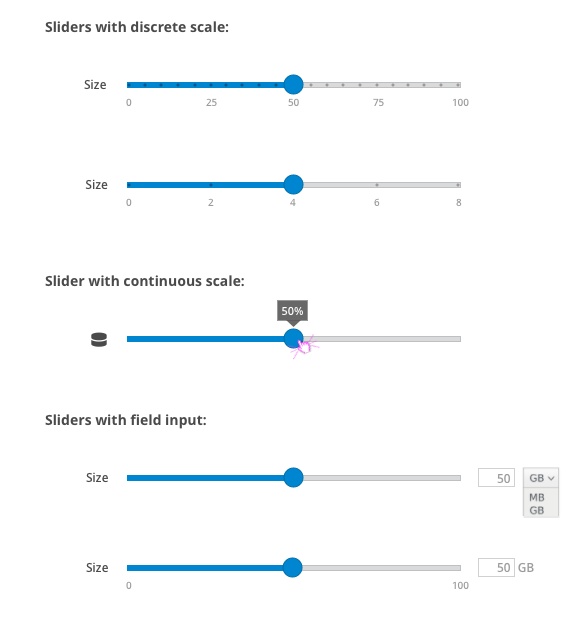 Sliders with discrete scale:
Size
0 25 50 75 100
Size
0 2 4 6 8
Slider with continuous scale:
50%
Sliders with field input:
Size 50 GB
MB
GB
Size 50 GB
0 100